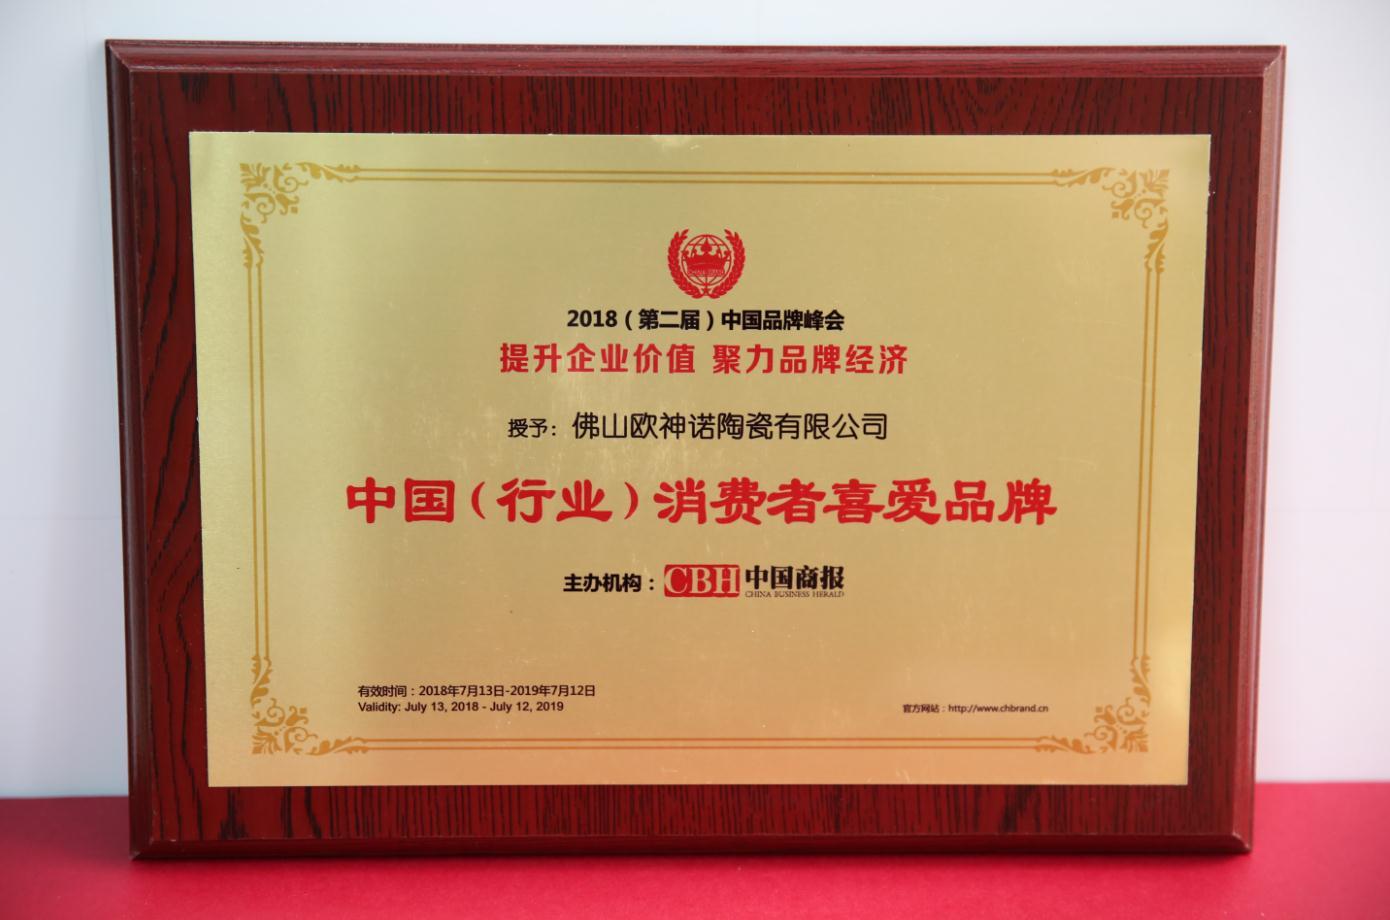 2018（第二届）中国品牌峰会
提升企业价值 聚力品牌经济
授予：佛山欧神诺陶瓷有限公司
中国（行业）消费者喜爱品牌
主办机构：CBH 中国商报
CHINA BUSINESS HERALD
有效时间：2018年7月13日-2019年7月12日
Validity: July 13, 2018 - July 12, 2019
官方网站：http://www.chbrand.cn